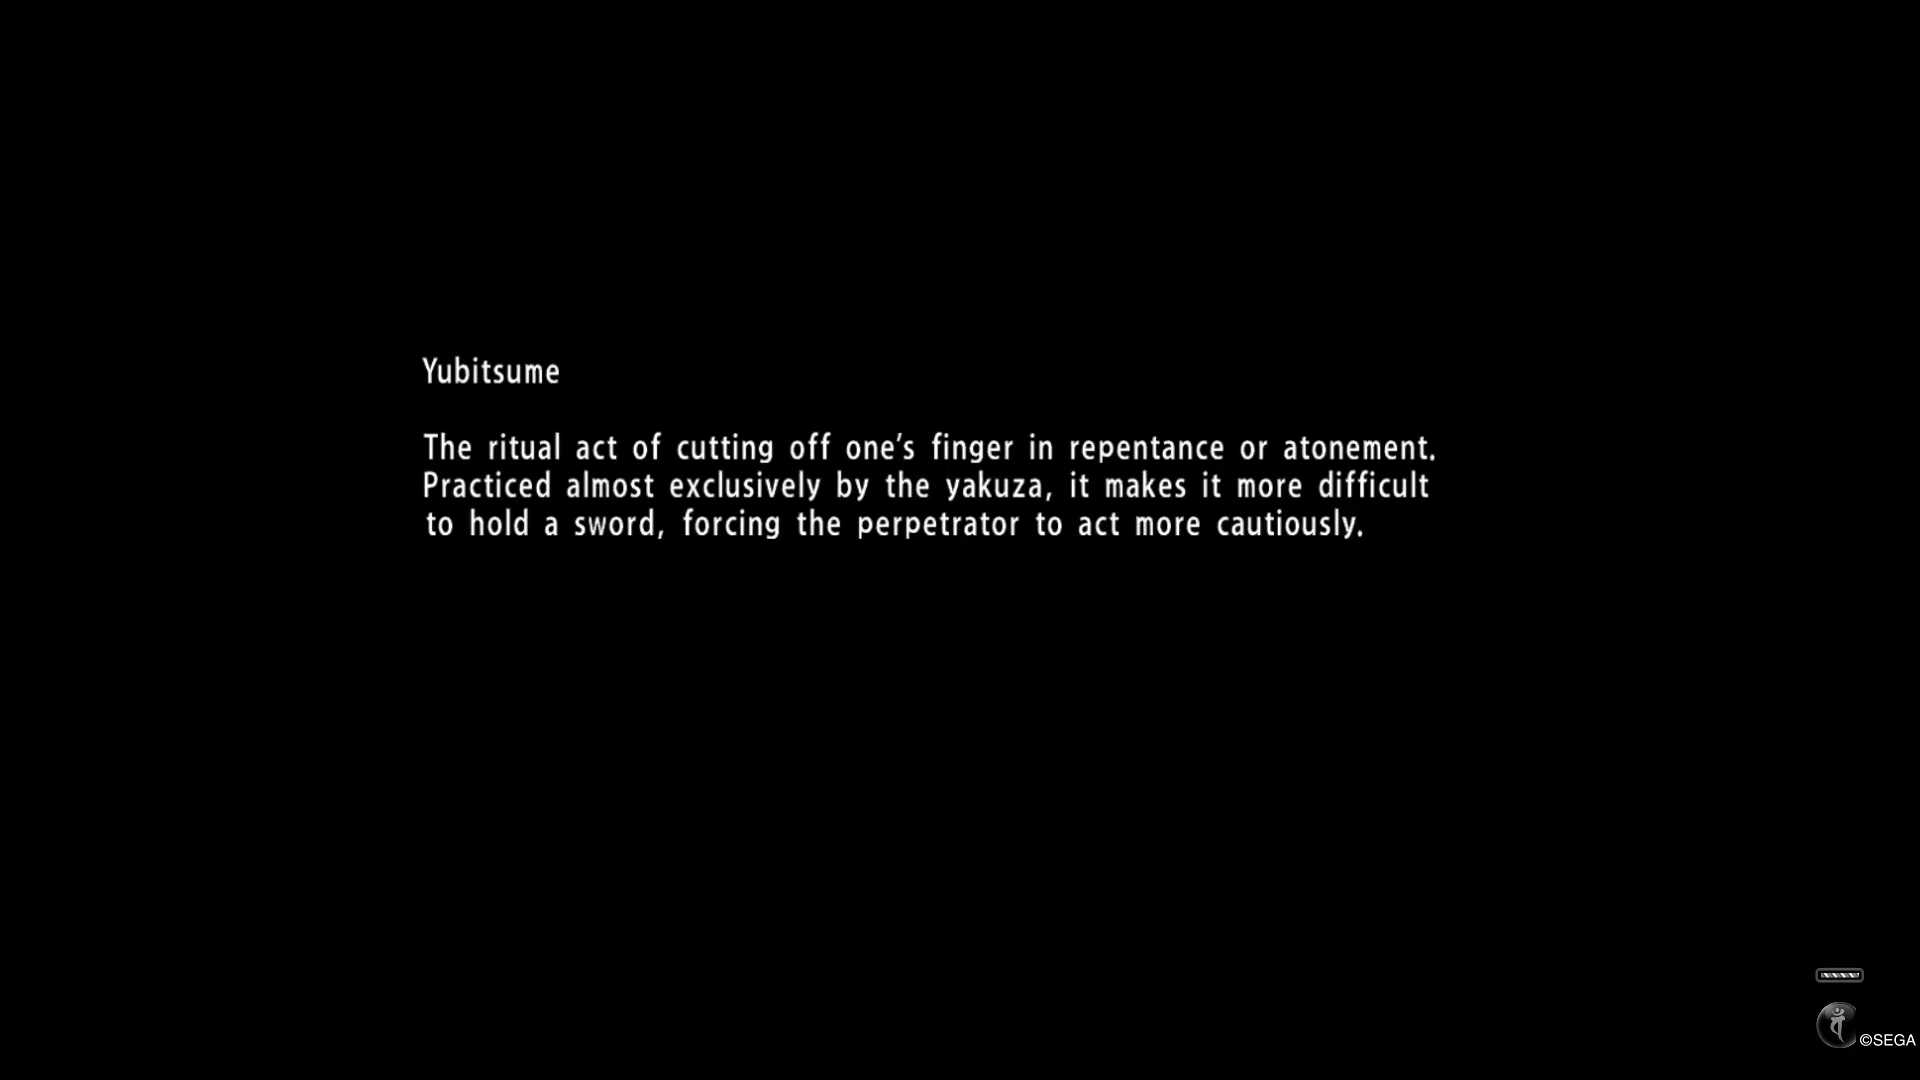 Yubitsume
The ritual act of cutting off one’s finger in repentance or atonement.
Practiced almost exclusively by the yakuza, it makes it more difficult
to hold a sword, forcing the perpetrator to act more cautiously.
©SEGA